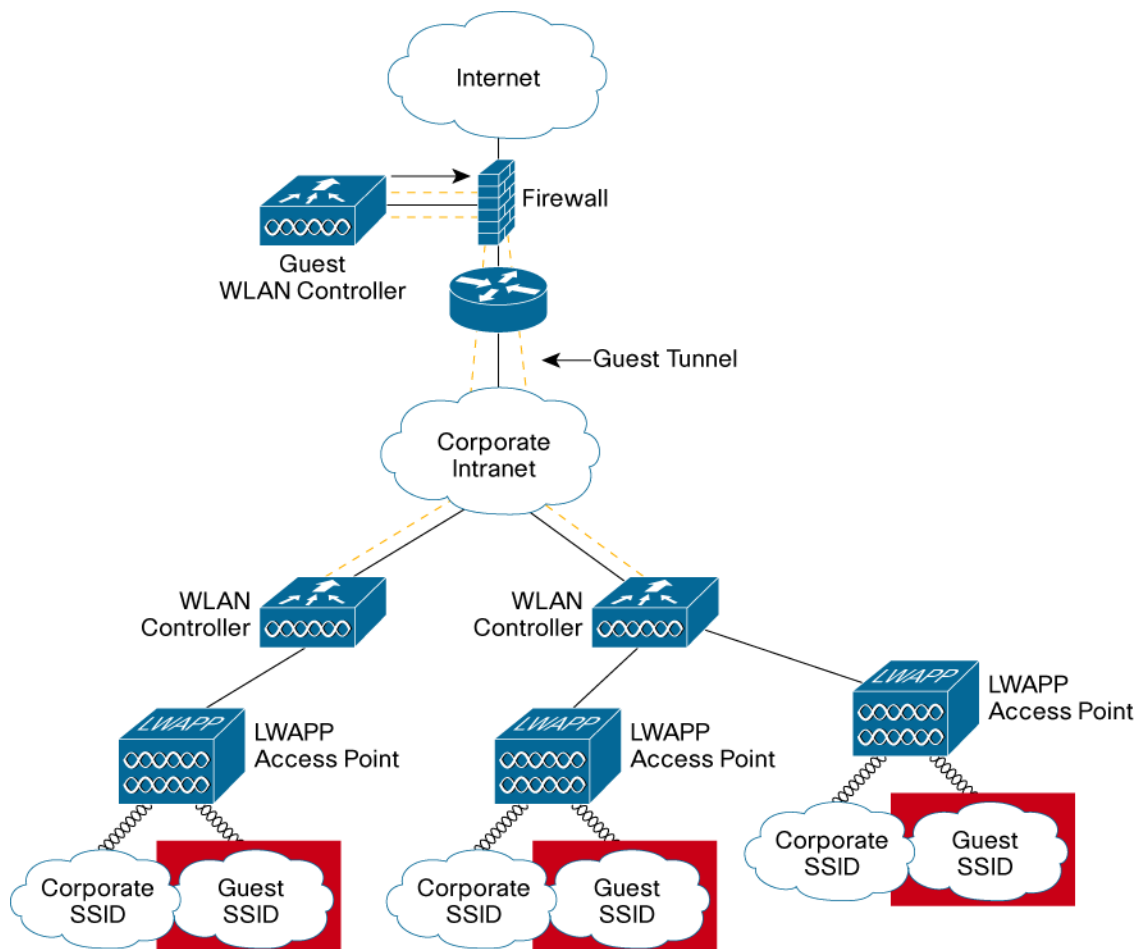 Internet
Firewall
Guest
WLAN Controller
Guest Tunnel
Corporate
Intranet
WLAN
Controller
WLAN
Controller
LWAPP
LWAPP
Access Point
LWAPP
LWAPP
Access Point
LWAPP
LWAPP
Access Point
Corporate
SSID
Guest
SSID
Corporate
SSID
Guest
SSID
Corporate
SSID
Guest
SSID